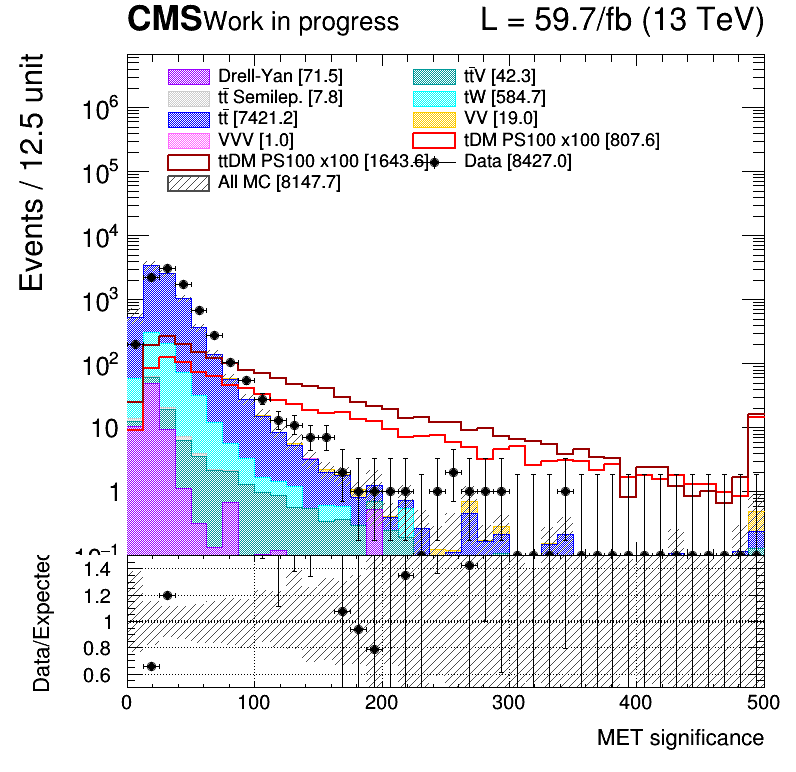 CMS Work in progress L = 59.7/fb (13 TeV)
Events / 12.5 unit
Drell-Yan [71.5] tt̄V [42.3]
tt̄ Semilep. [7.8] tW [584.7]
tt̄ [7421.2] VV [19.0]
VVV [1.0] tDM PS100 x100 [807.6]
ttDM PS100 x100 [1643.6] Data [8427.0]
All MC [8147.7]
10⁶
10⁵
10⁴
10³
10²
10
1
10⁻¹
Data/Expected
1.4
1.2
1
0.8
0.6
0 100 200 300 400 500
MET significance